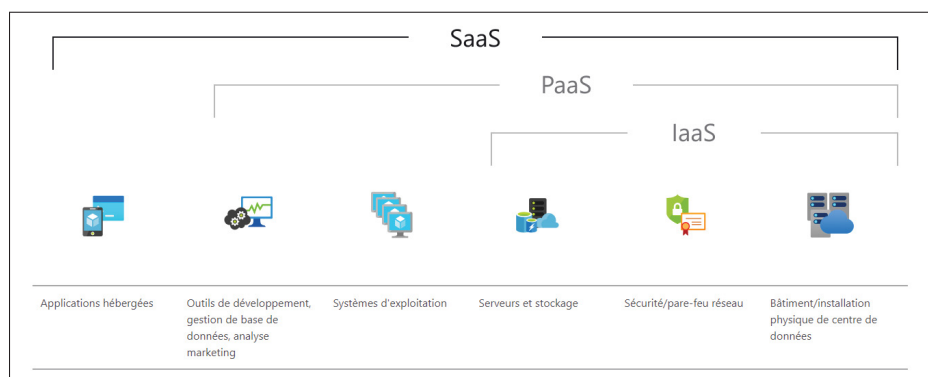 SaaS
PaaS
IaaS
Applications hébergées
Outils de développement,
gestion de base de
données, analyse
marketing
Systèmes d'exploitation
Serveurs et stockage
Sécurité/pare-feu réseau
Bâtiment/installation
physique de centre de
données